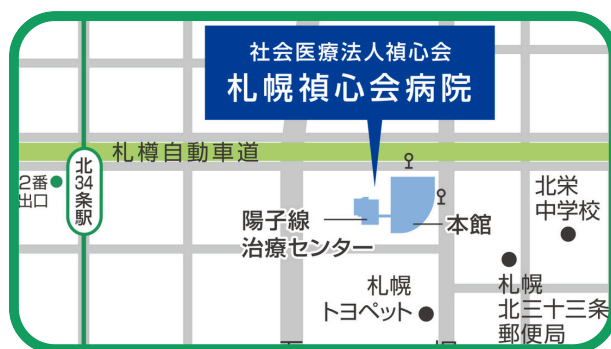 社会医療法人禎心会
札幌禎心会病院
札樽自動車道
北34条駅
2番
出口
陽子線
治療センター
本館
北栄
中学校
札幌
トヨペット
札幌
北三十三条
郵便局